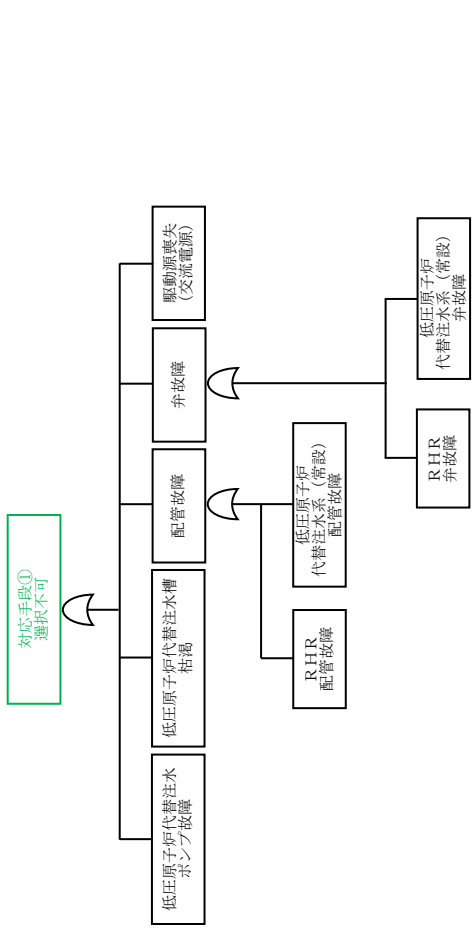 対応手段①
選択不可
低圧原子炉代替注水
ポンプ故障
低圧原子炉代替注水槽
枯渇
配管故障
弁故障
駆動源喪失
(交流電源)
RHR
配管故障
低圧原子炉
代替注水系（常設）
配管故障
RHR
弁故障
低圧原子炉
代替注水系（常設）
弁故障